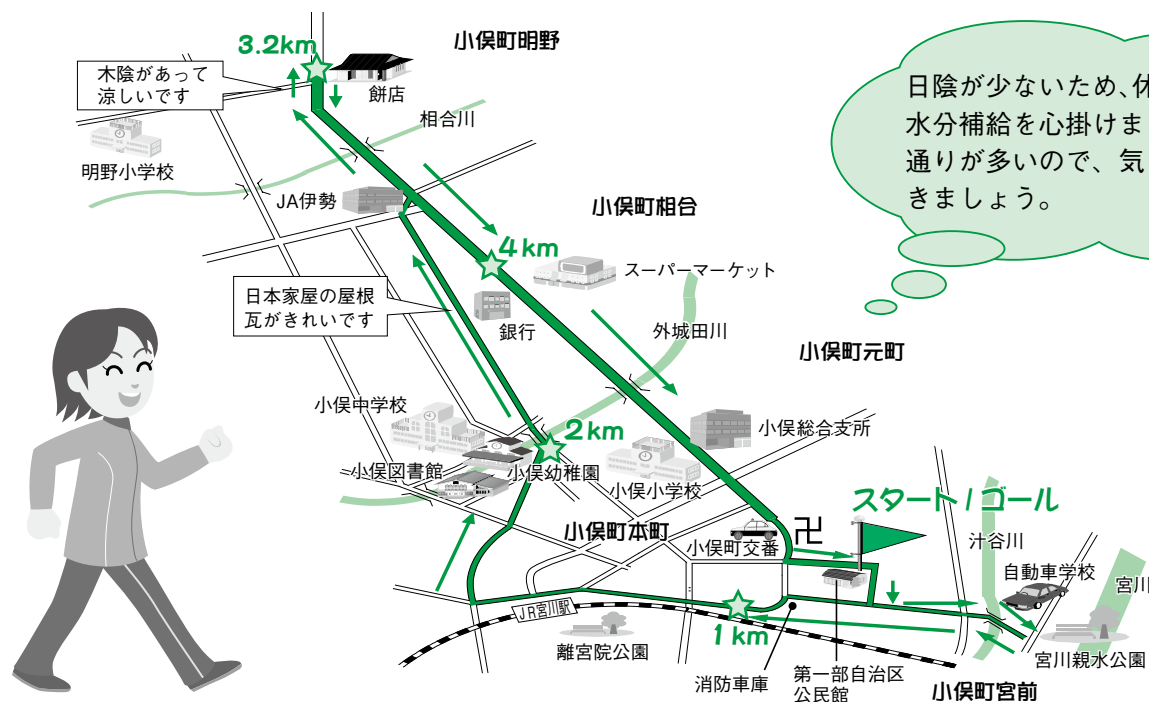 3.2km
小俣町明野
木陰があって
涼しいです
餅店
相合川
明野小学校
JA伊勢
日陰が少ないため、休
水分補給を心掛けま
通りが多いので、気
きましょう。
小俣町相合
4km
スーパーマーケット
日本家屋の屋根
瓦がきれいです
銀行
外城田川
小俣町元町
小俣中学校
2km
小俣総合支所
小俣図書館
小俣幼稚園
小俣小学校
スタート/ゴール
小俣町本町
小俣町交番
卍
汁谷川
自動車学校
宮川
JR宮川駅
1km
離宮院公園
消防車庫
第一部自治区
公民館
宮川親水公園
小俣町宮前